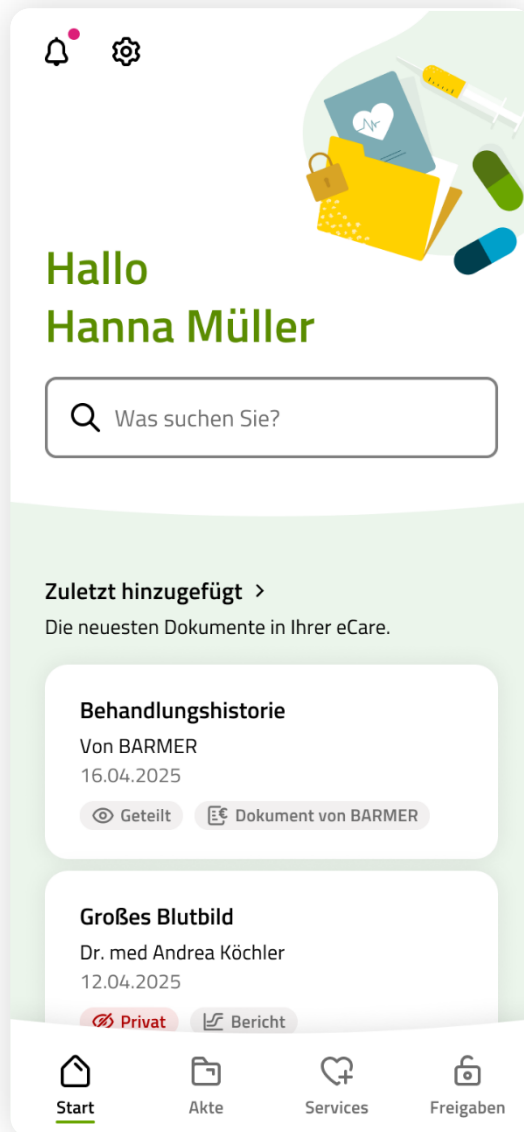 Hallo
Hanna Müller
Was suchen Sie?
Zuletzt hinzugefügt
Die neuesten Dokumente in Ihrer eCare.
Behandlungshistorie
Von BARMER
16.04.2025
Geteilt Dokument von BARMER
Großes Blutbild
Dr. med Andrea Köchler
12.04.2025
Privat Bericht
Start Akte Services Freigaben